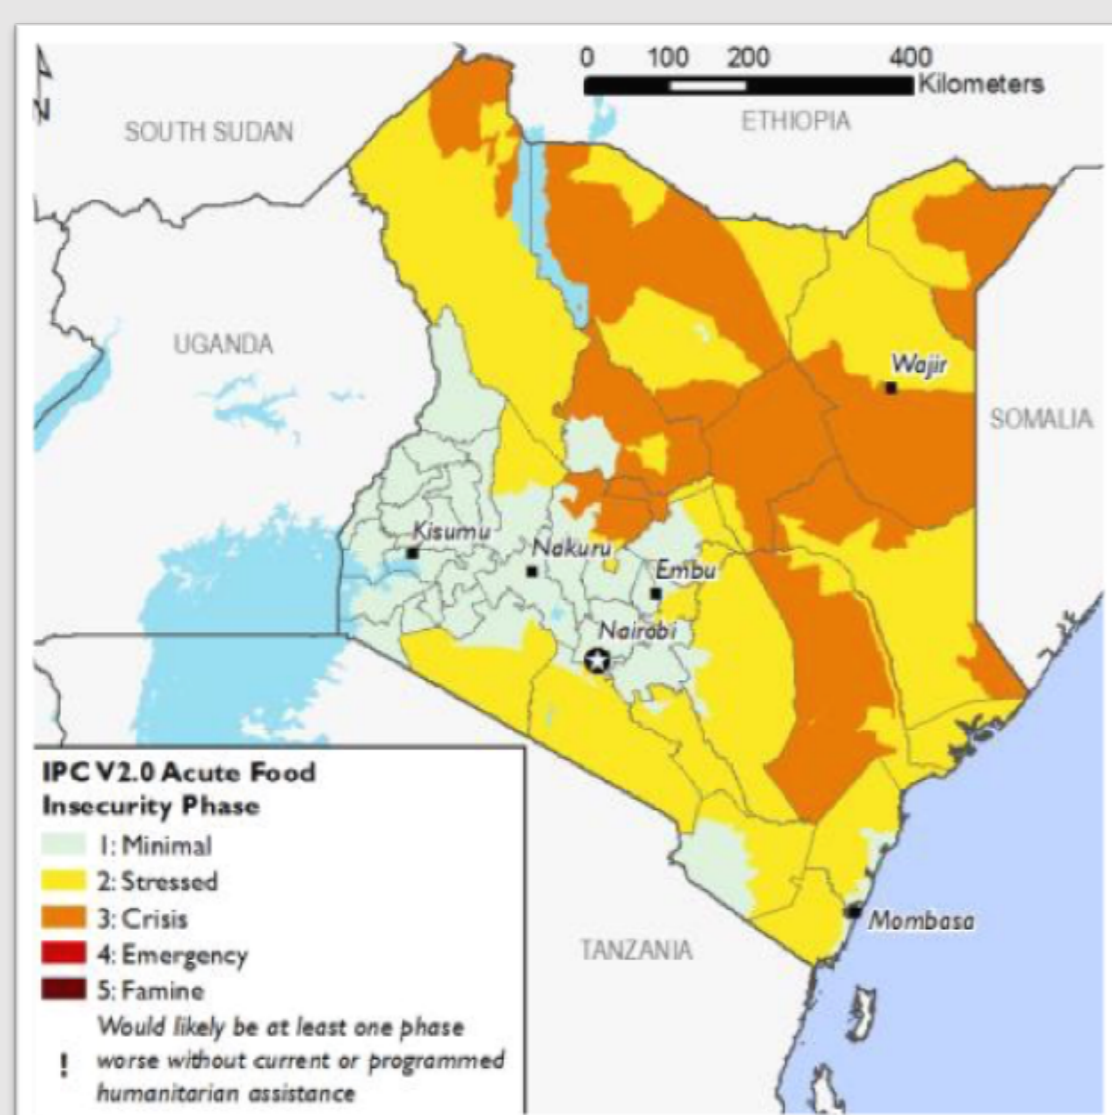 0 100 200 400
Kilometers
N
SOUTH SUDAN
ETHIOPIA
UGANDA
Wajir
SOMALIA
Kisumu
Nakuru
Embu
Nairobi
IPC V2.0 Acute Food
Insecurity Phase
1: Minimal
2: Stressed
3: Crisis
4: Emergency
5: Famine
Would likely be at least one phase
! worse without current or programmed
humanitarian assistance
Mombasa
TANZANIA